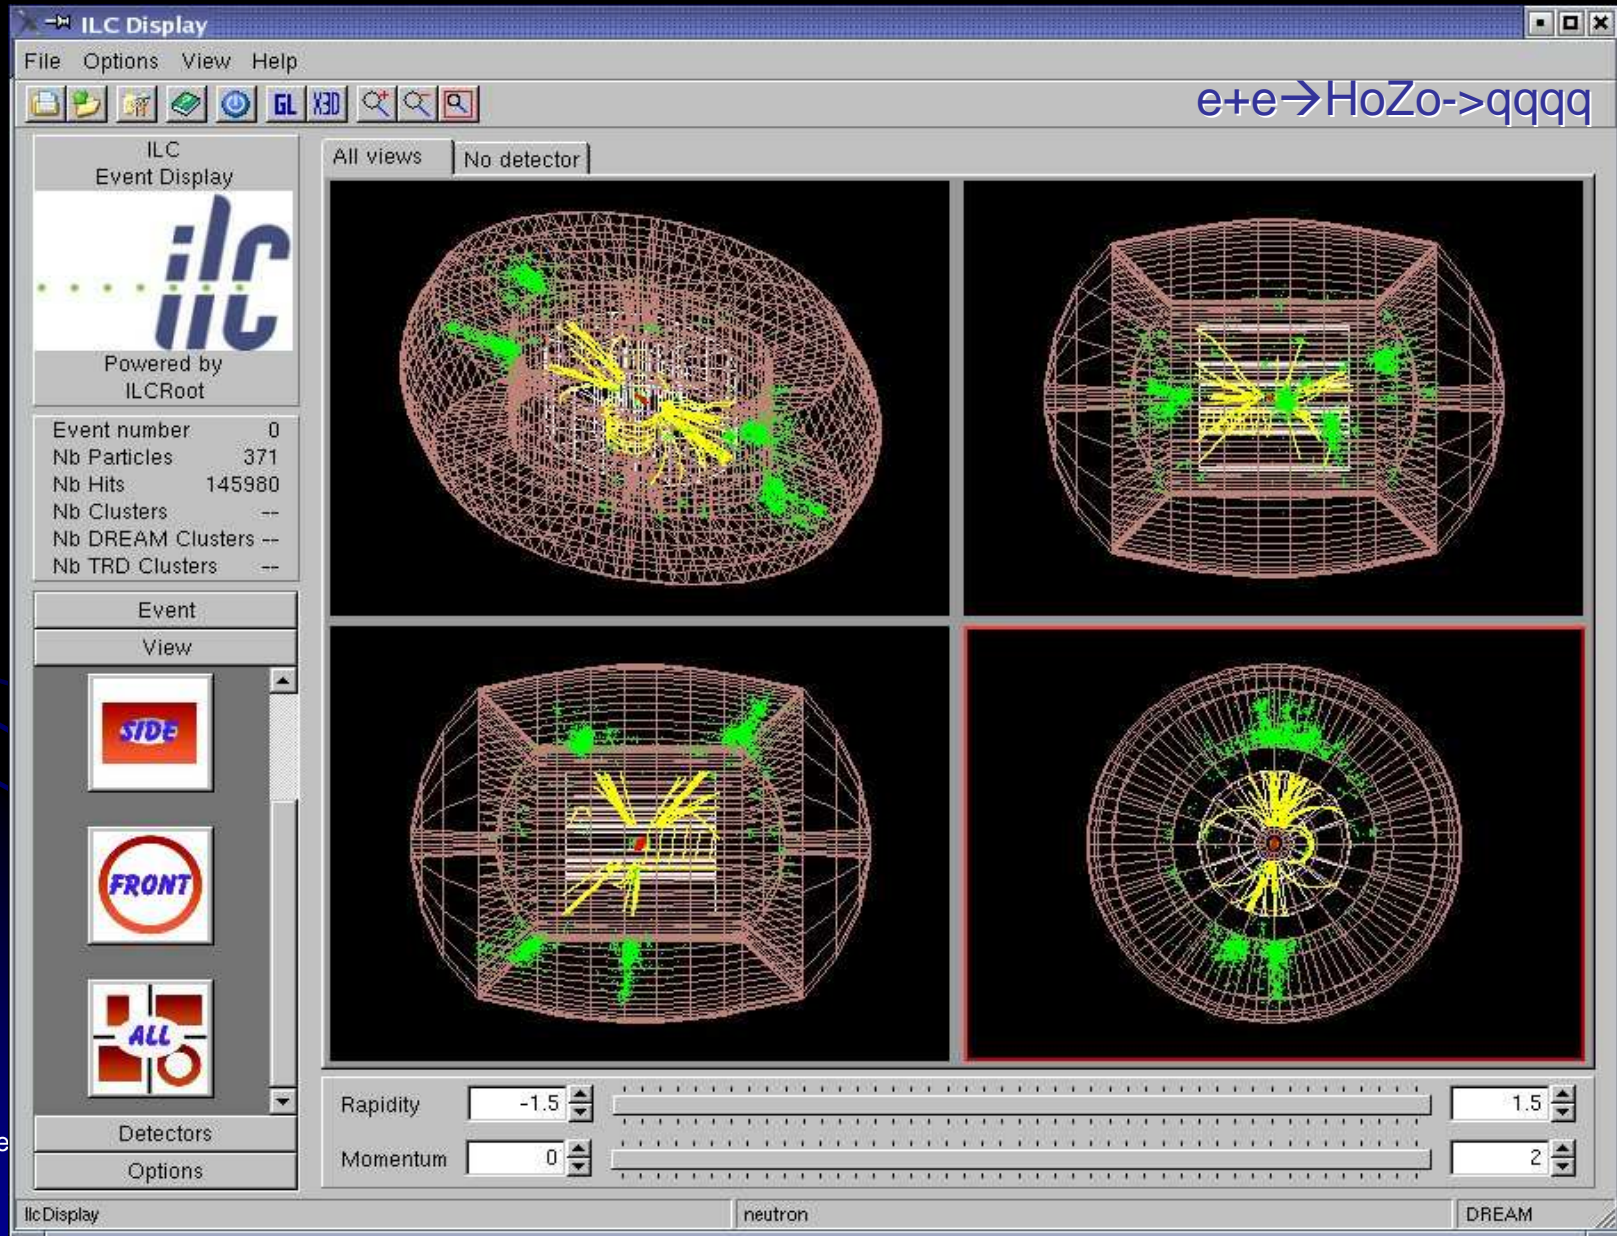 ILC Display
File Options View Help
GL X3D
e+e→HoZo->qqqq
ILC
Event Display
ilc
Powered by
ILCRoot
All views No detector
Event number 0
Nb Particles 371
Nb Hits 145980
Nb Clusters --
Nb DREAM Clusters --
Nb TRD Clusters --
Event
View
SIDE
FRONT
ALL
Detectors
Options
Rapidity -1.5 1.5
Momentum 0 2
e
IlcDisplay neutron DREAM